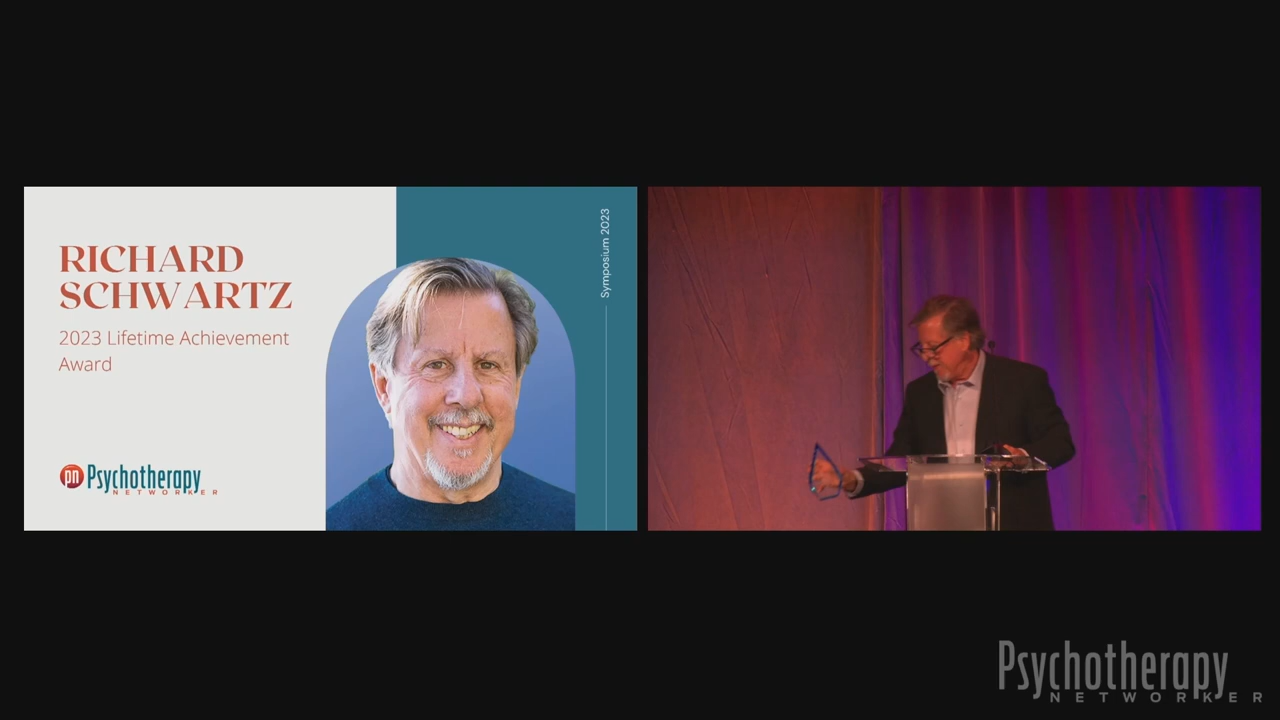 RICHARD
SCHWARTZ
2023 Lifetime Achievement
Award
Symposium 2023
pn Psychotherapy
NETWORKER
Psychotherapy
NETWORKER